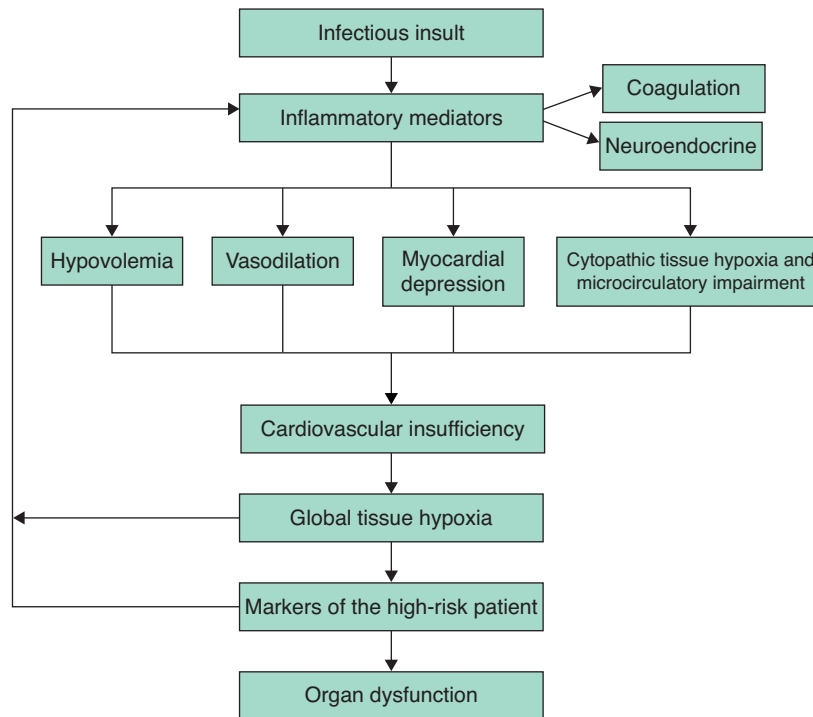 Infectious insult
Coagulation
Inflammatory mediators
Neuroendocrine
Hypovolemia
Vasodilation
Myocardial
depression
Cytopathic tissue hypoxia and
microcirculatory impairment
Cardiovascular insufficiency
Global tissue hypoxia
Markers of the high-risk patient
Organ dysfunction